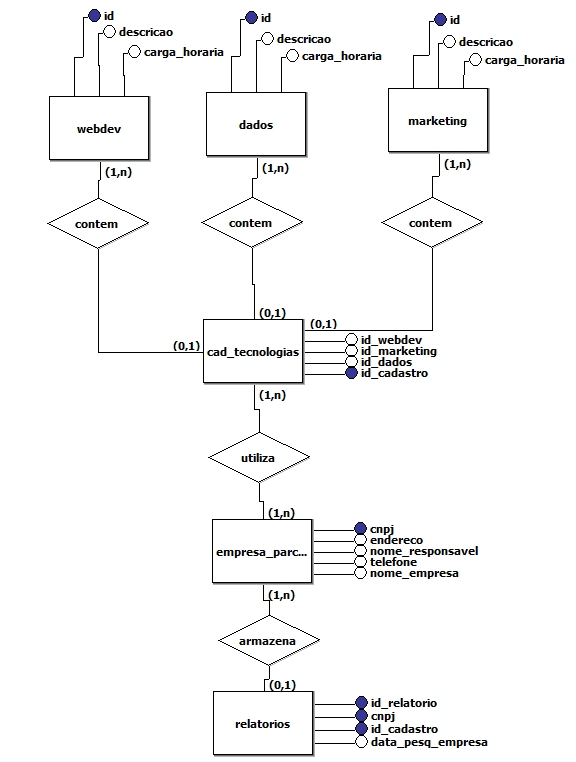 id
descricao
carga_horaria
webdev
(1,n)
contem
id
descricao
carga_horaria
dados
(1,n)
contem
id
descricao
carga_horaria
marketing
(1,n)
contem
(0,1)
(0,1)
(0,1)
cad_tecnologias
id_webdev
id_marketing
id_dados
id_cadastro
(1,n)
utiliza
(1,n)
empresa_parc...
cnpj
endereco
nome_responsavel
telefone
nome_empresa
(1,n)
armazena
(0,1)
relatorios
id_relatorio
cnpj
id_cadastro
data_pesq_empresa